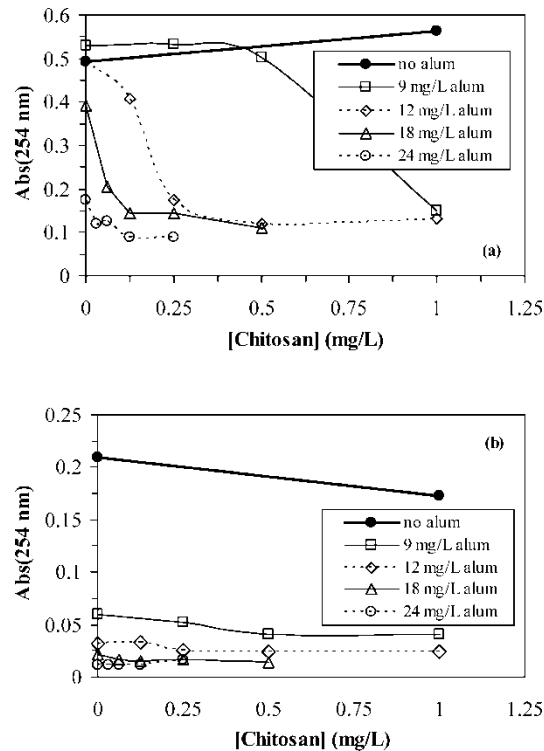 0.6
0.5
0.4
0.3
0.2
0.1
0
Abs(254 nm)
no alum
9 mg/L alum
12 mg/L alum
18 mg/L alum
24 mg/L alum
(a)
0 0.25 0.5 0.75 1 1.25
[Chitosan] (mg/L)
0.25
0.2
0.15
0.1
0.05
0
Abs(254 nm)
(b)
no alum
9 mg/L alum
12 mg/L alum
18 mg/L alum
24 mg/L alum
0 0.25 0.5 0.75 1 1.25
[Chitosan] (mg/L)